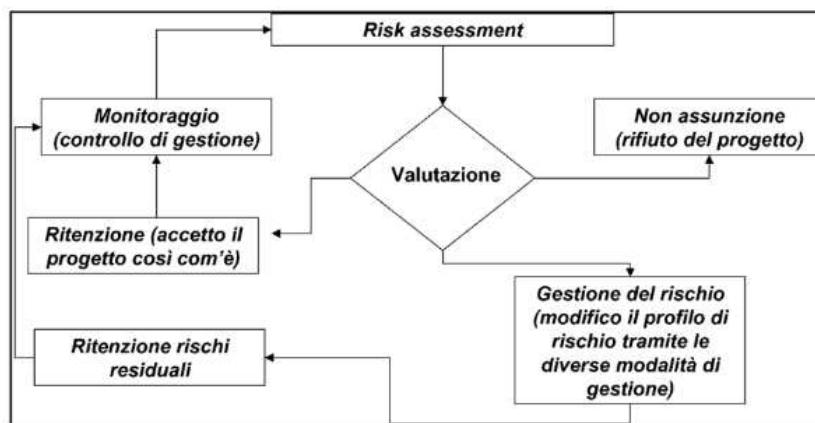 Risk assessment
Monitoraggio
(controllo di gestione)
Non assunzione
(rifiuto del progetto)
Valutazione
Ritenzione (accetto il
progetto così com’è)
Gestione del rischio
(modifico il profilo di
rischio tramite le
diverse modalità di
gestione)
Ritenzione rischi
residuali